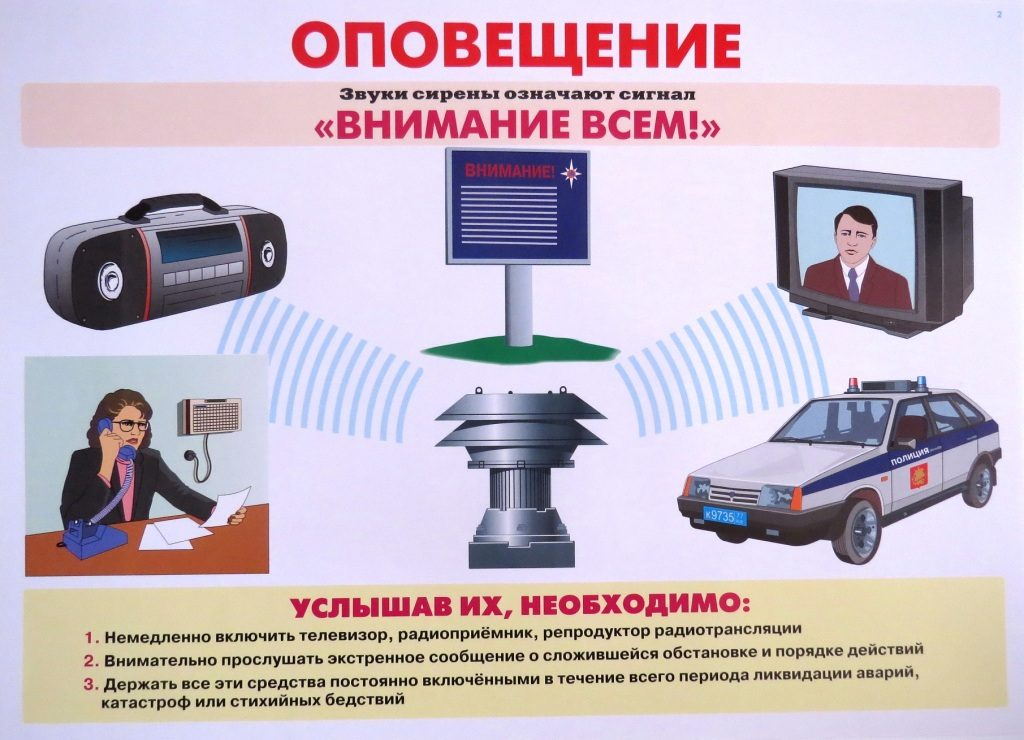 2
ОПОВЕЩЕНИЕ
Звуки сирены означают сигнал
«ВНИМАНИЕ ВСЕМ!»
ВНИМАНИЕ!
ПОЛИЦИЯ
к9735 77
УСЛЫШАВ ИХ, НЕОБХОДИМО:
1. Немедленно включить телевизор, радиоприёмник, репродуктор радиотрансляции
2. Внимательно прослушать экстренное сообщение о сложившейся обстановке и порядке действий
3. Держать все эти средства постоянно включёнными в течение всего периода ликвидации аварий,
катастроф или стихийных бедствий